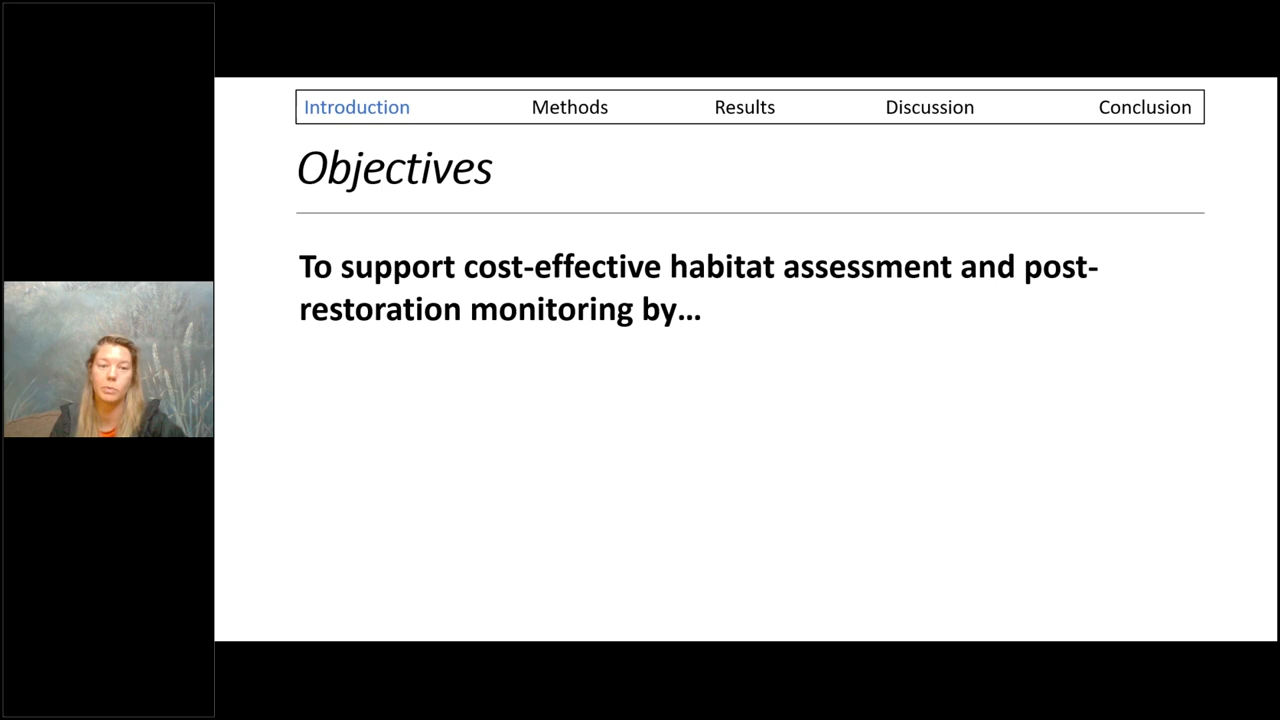 Introduction Methods Results Discussion Conclusion
Objectives
To support cost-effective habitat assessment and post-
restoration monitoring by…